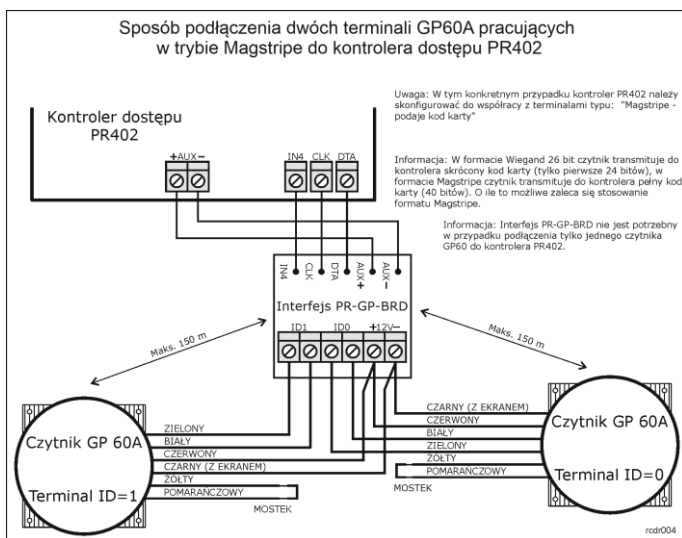 Sposób podłączenia dwóch terminali GP60A pracujących
w trybie Magstripe do kontrolera dostępu PR402
Uwaga: W tym konkretnym przypadku kontroler PR402 należy
skonfigurować do współpracy z terminalami typu: "Magstripe -
podaje kod karty"
Kontroler dostępu
PR402
+AUX−
IN4
CLK
DTA
Informacja: W formacie Wiegand 26 bit czytnik transmituje do
kontrolera skrócony kod karty (tylko pierwsze 24 bitów), w
formacie Magstripe czytnik transmituje do kontrolera pełny kod
karty (40 bitów). O ile to możliwe zaleca się stosowanie
formatu Magstripe.
Informacja: Interfejs PR-GP-BRD nie jest potrzebny
w przypadku podłączenia tylko jednego czytnika
GP60 do kontrolera PR402.
IN4
CLK
DTA
AUX+
AUX−
Interfejs PR-GP-BRD
ID1
ID0
+12V−
Maks. 150 m
Maks. 150 m
Czytnik GP 60A
Terminal ID=1
ZIELONY
BIAŁY
CZERWONY
CZARNY (Z EKRANEM)
ŻÓŁTY
POMARAŃCZOWY
MOSTEK
CZARNY (Z EKRANEM)
CZERWONY
BIAŁY
ZIELONY
ŻÓŁTY
POMARAŃCZOWY
MOSTEK
Czytnik GP 60A
Terminal ID=0
rcdr004